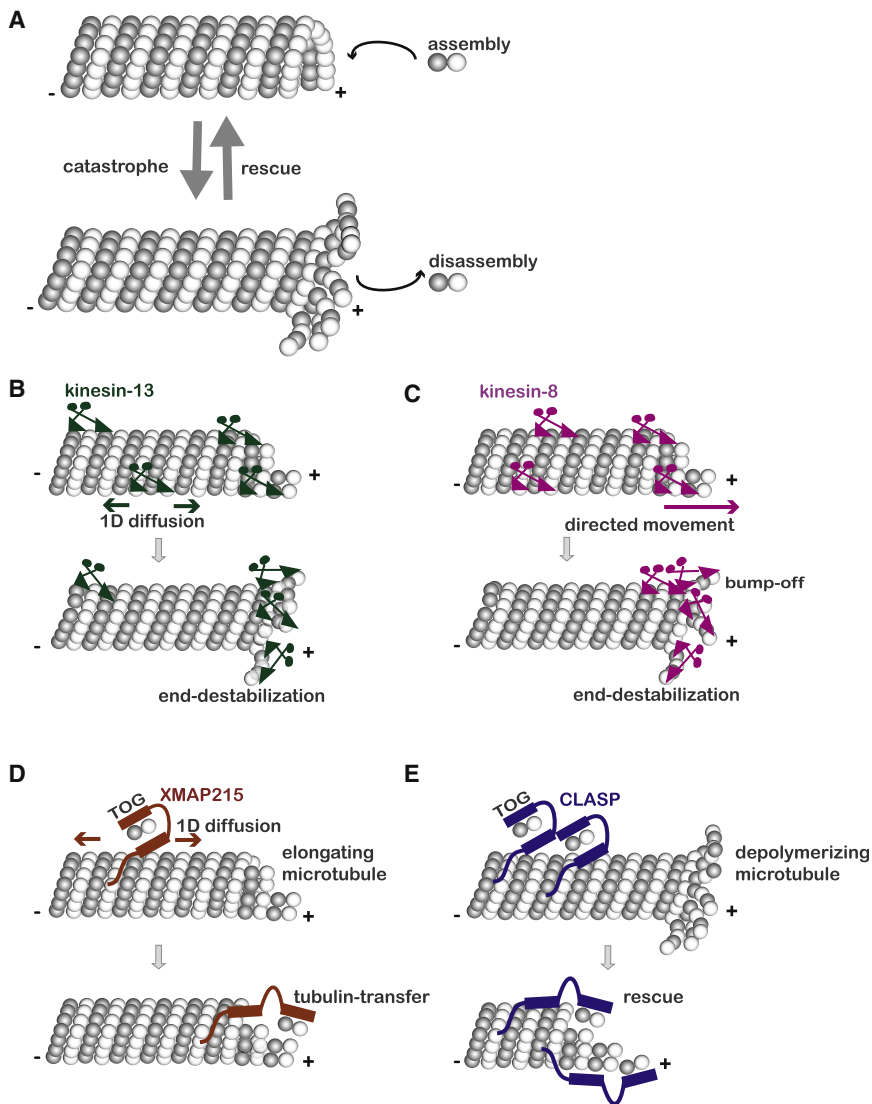 A
assembly
-
+
catastrophe
rescue
disassembly
-
+
B
kinesin-13
-
+
1D diffusion
-
+
end-destabilization
C
kinesin-8
-
+
directed movement
bump-off
-
+
end-destabilization
D
XMAP215
TOG
1D diffusion
elongating
microtubule
-
+
tubulin-transfer
-
+
E
TOG
CLASP
depolymerizing
microtubule
-
+
rescue
-
+